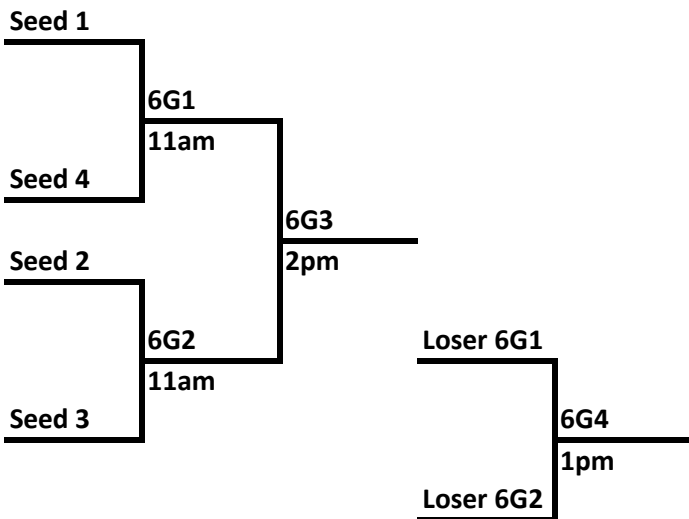 Seed 1
6G1
11am
Seed 4
6G3
2pm
Seed 2
6G2
11am
Seed 3
Loser 6G1
6G4
1pm
Loser 6G2